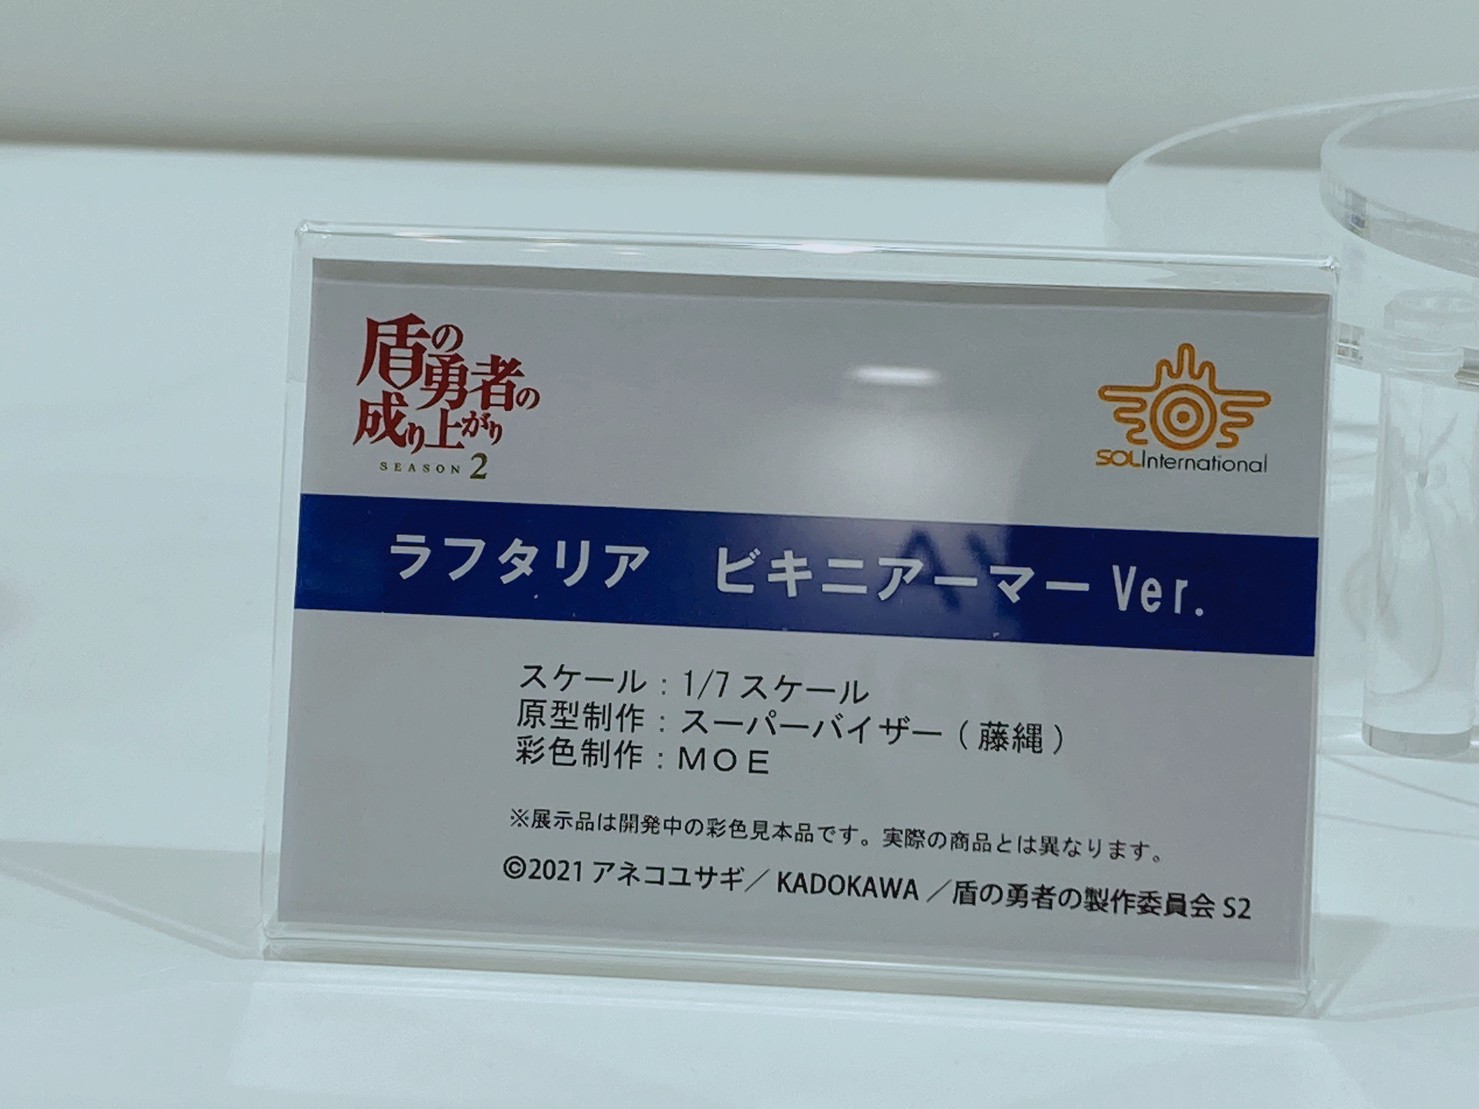 盾の
勇者の
成り上がり
SEASON 2
SOL International
ラフタリア　ビキニアーマー Ver.
スケール：1/7 スケール
原型制作：スーパーバイザー（藤縄）
彩色制作：ＭＯＥ
※展示品は開発中の彩色見本品です。実際の商品とは異なります。
©2021 アネコユサギ／KADOKAWA／盾の勇者の製作委員会 S2